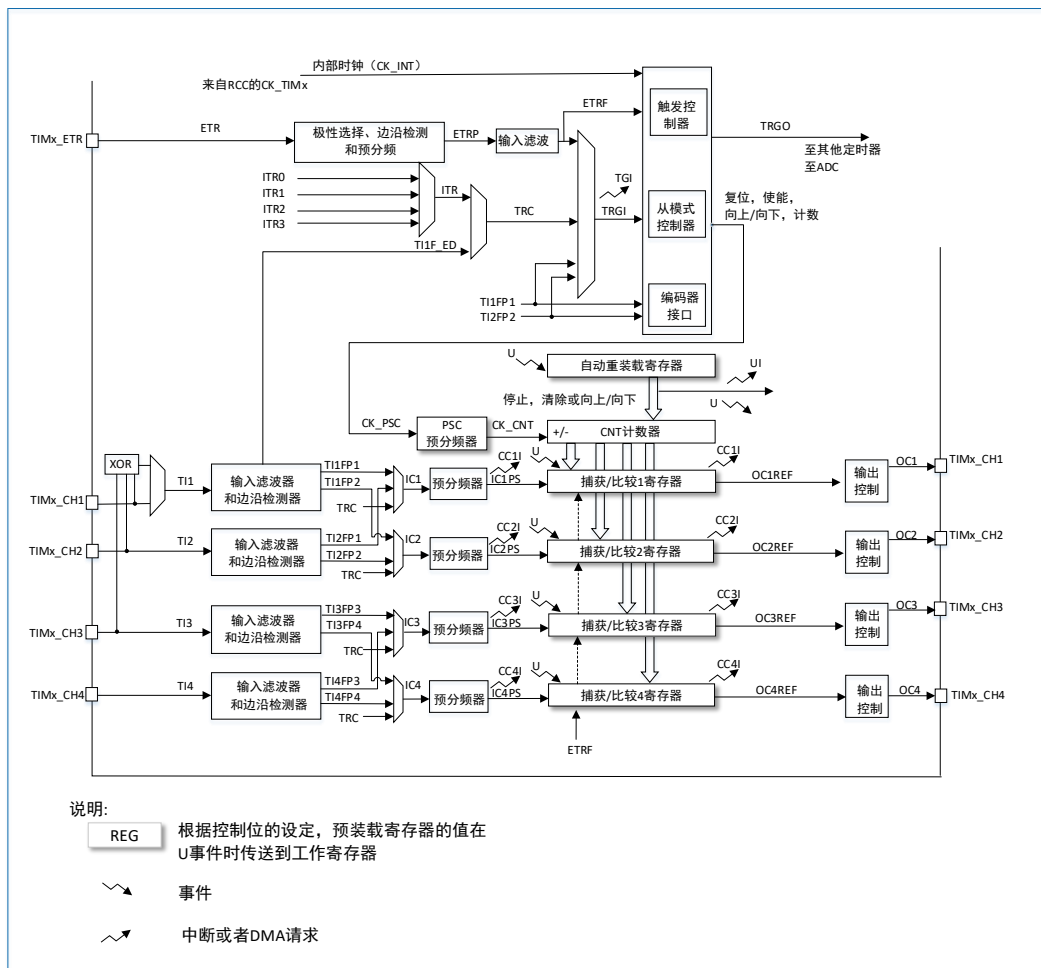 内部时钟（CK_INT）
来自RCC的CK_TIMx
ETRF
触发控
制器
TIMx_ETR
ETR
极性选择、边沿检测
和预分频
ETRP
输入滤波
TRGO
至其他定时器
至ADC
ITR0
ITR1
ITR2
ITR3
ITR
TGI
TRC
TRGI
从模式
控制器
复位，使能，
向上/向下，计数
TI1F_ED
TI1FP1
TI2FP2
编码器
接口
U
自动重装载寄存器
UI
U
停止，清除或向上/向下
CK_PSC
PSC
预分频器
CK_CNT
+/-
CNT计数器
XOR
TIMx_CH1
TI1
输入滤波器
和边沿检测器
TI1FP1
TI1FP2
TRC
IC1
预分频器
CC1I
IC1PS
U
捕获/比较1寄存器
CC1I
OC1REF
输出
控制
OC1
TIMx_CH1
TIMx_CH2
TI2
输入滤波器
和边沿检测器
TI2FP1
TI2FP2
TRC
IC2
预分频器
CC2I
IC2PS
U
捕获/比较2寄存器
CC2I
OC2REF
输出
控制
OC2
TIMx_CH2
TIMx_CH3
TI3
输入滤波器
和边沿检测器
TI3FP3
TI3FP4
TRC
IC3
预分频器
CC3I
IC3PS
U
捕获/比较3寄存器
CC3I
OC3REF
输出
控制
OC3
TIMx_CH3
TIMx_CH4
TI4
输入滤波器
和边沿检测器
TI4FP3
TI4FP4
TRC
IC4
预分频器
CC4I
IC4PS
U
捕获/比较4寄存器
CC4I
OC4REF
输出
控制
OC4
TIMx_CH4
ETRF
说明:
REG
根据控制位的设定，预装载寄存器的值在
U事件时传送到工作寄存器
事件
中断或者DMA请求